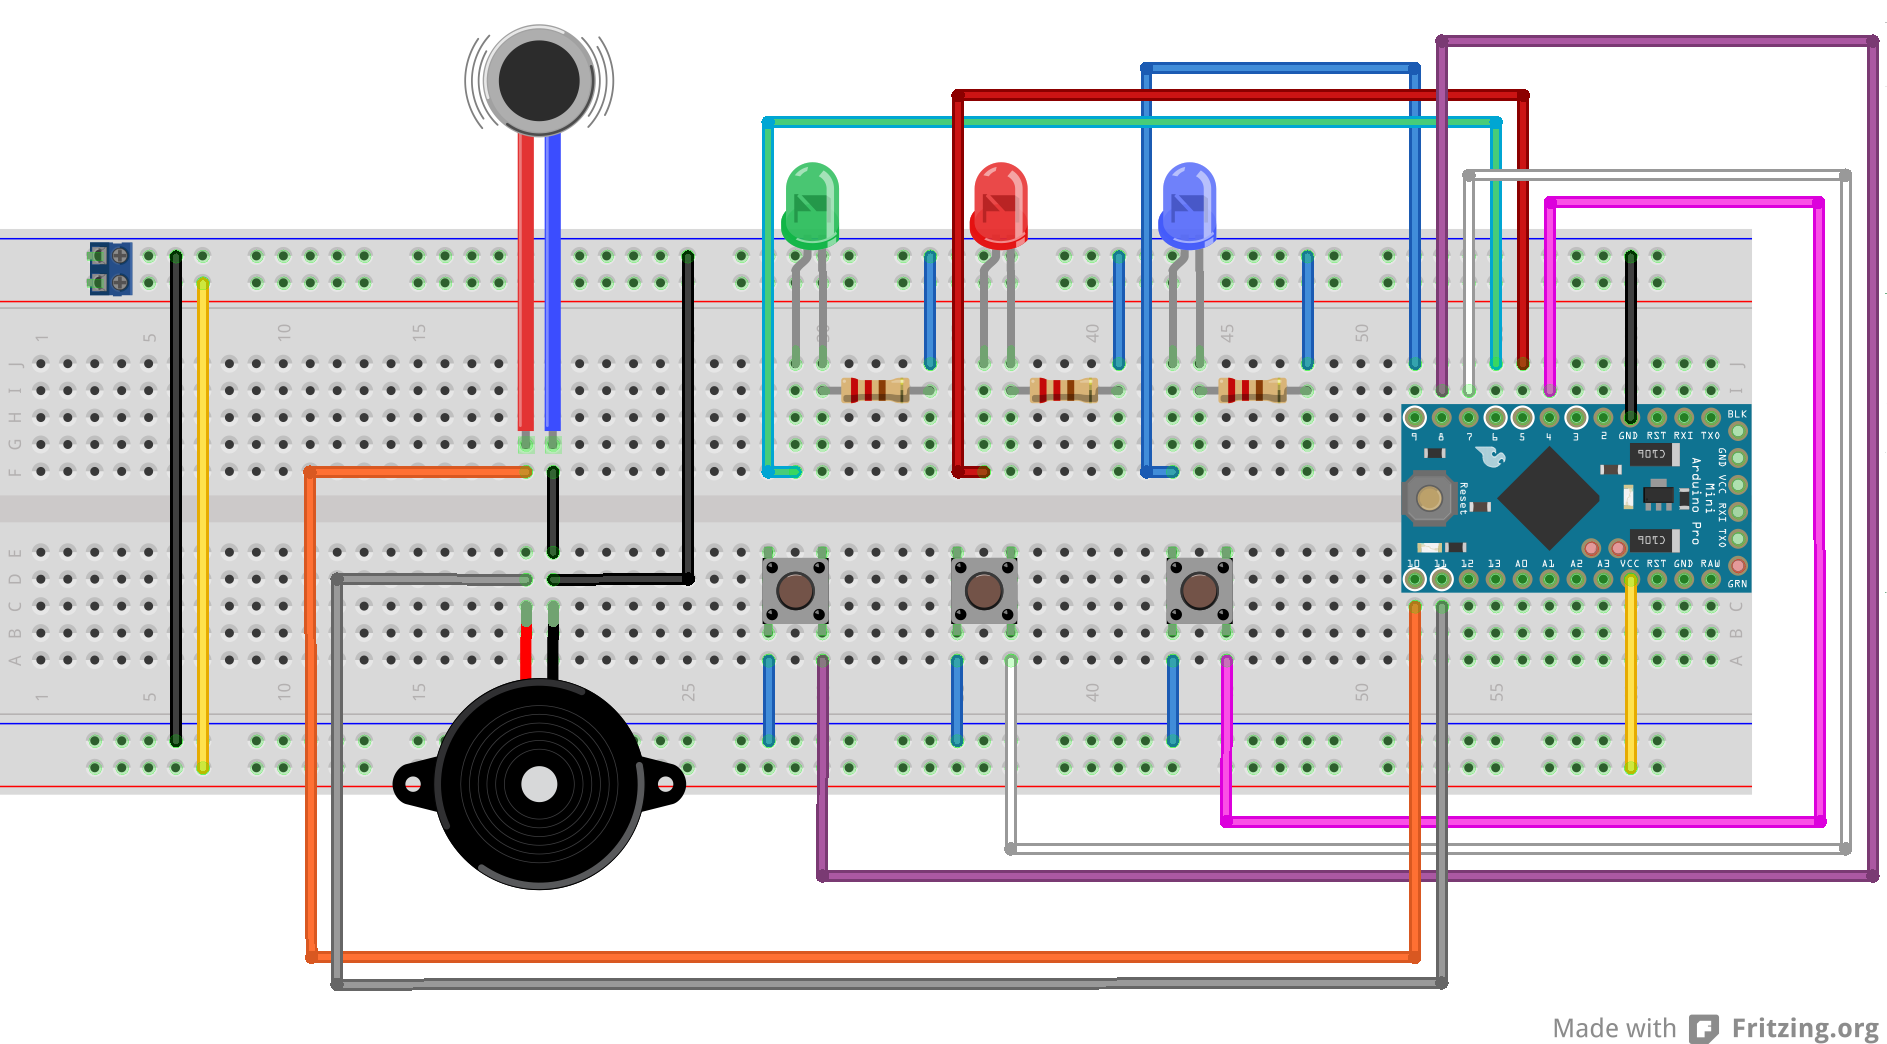 1 5 10 15 30 40 45 50
J J
I I
H
G
F
BLK
9 8 7 6 5 4 3 2 GND RST RXI TXO
GND VCC RXI TXO
Reset
Arduino Pro
Mini
10 11 12 13 A0 A1 A2 A3 VCC RST GND RAW
GRN
E
D
C C
B B
A A
1 5 10 15 25 40 50 55
Made with Fritzing.org